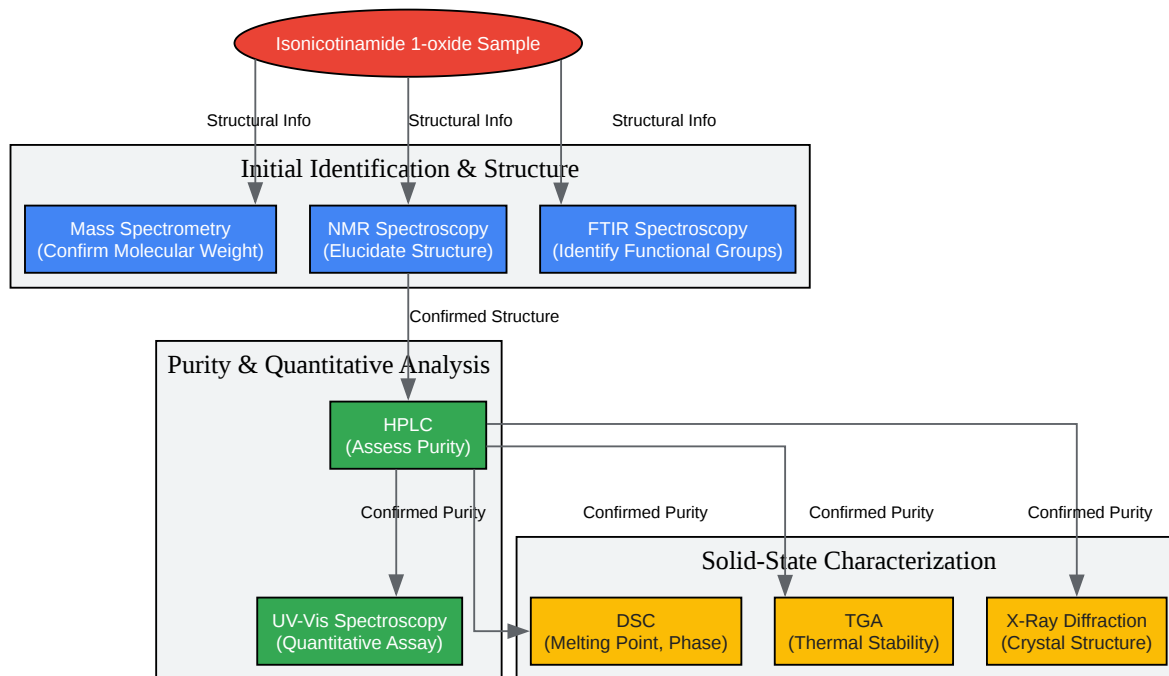 Isonicotinamide 1-oxide Sample
Structural Info
Structural Info
Structural Info
Initial Identification & Structure
Mass Spectrometry
(Confirm Molecular Weight)
NMR Spectroscopy
(Elucidate Structure)
FTIR Spectroscopy
(Identify Functional Groups)
Confirmed Structure
Purity & Quantitative Analysis
HPLC
(Assess Purity)
Confirmed Purity
Confirmed Purity
Confirmed Purity
Confirmed Purity
Solid-State Characterization
UV-Vis Spectroscopy
(Quantitative Assay)
DSC
(Melting Point, Phase)
TGA
(Thermal Stability)
X-Ray Diffraction
(Crystal Structure)